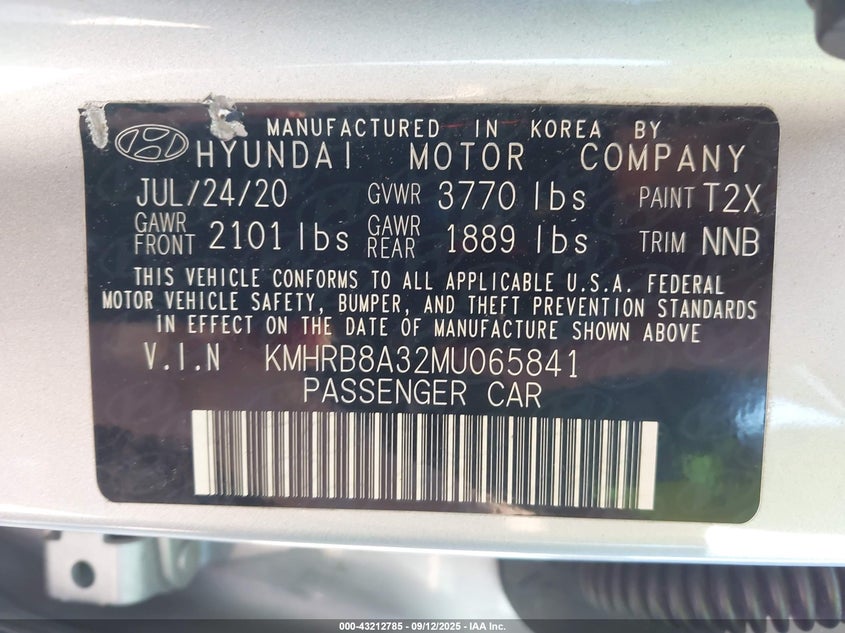 MANUFACTURED IN KOREA BY
HYUNDAI MOTOR COMPANY
JUL/24/20 GVWR 3770 lbs PAINT T2X
GAWR FRONT 2101 lbs GAWR REAR 1889 lbs TRIM NNB
THIS VEHICLE CONFORMS TO ALL APPLICABLE U.S.A. FEDERAL
MOTOR VEHICLE SAFETY, BUMPER, AND THEFT PREVENTION STANDARDS
IN EFFECT ON THE DATE OF MANUFACTURE SHOWN ABOVE
V.I.N KMHRB8A32MU065841
PASSENGER CAR
000-43212785 - 09/12/2025 - IAA Inc.